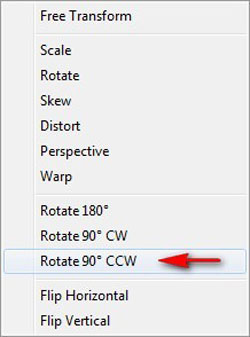 Free Transform
Scale
Rotate
Skew
Distort
Perspective
Warp
Rotate 180°
Rotate 90° CW
Rotate 90° CCW
Flip Horizontal
Flip Vertical